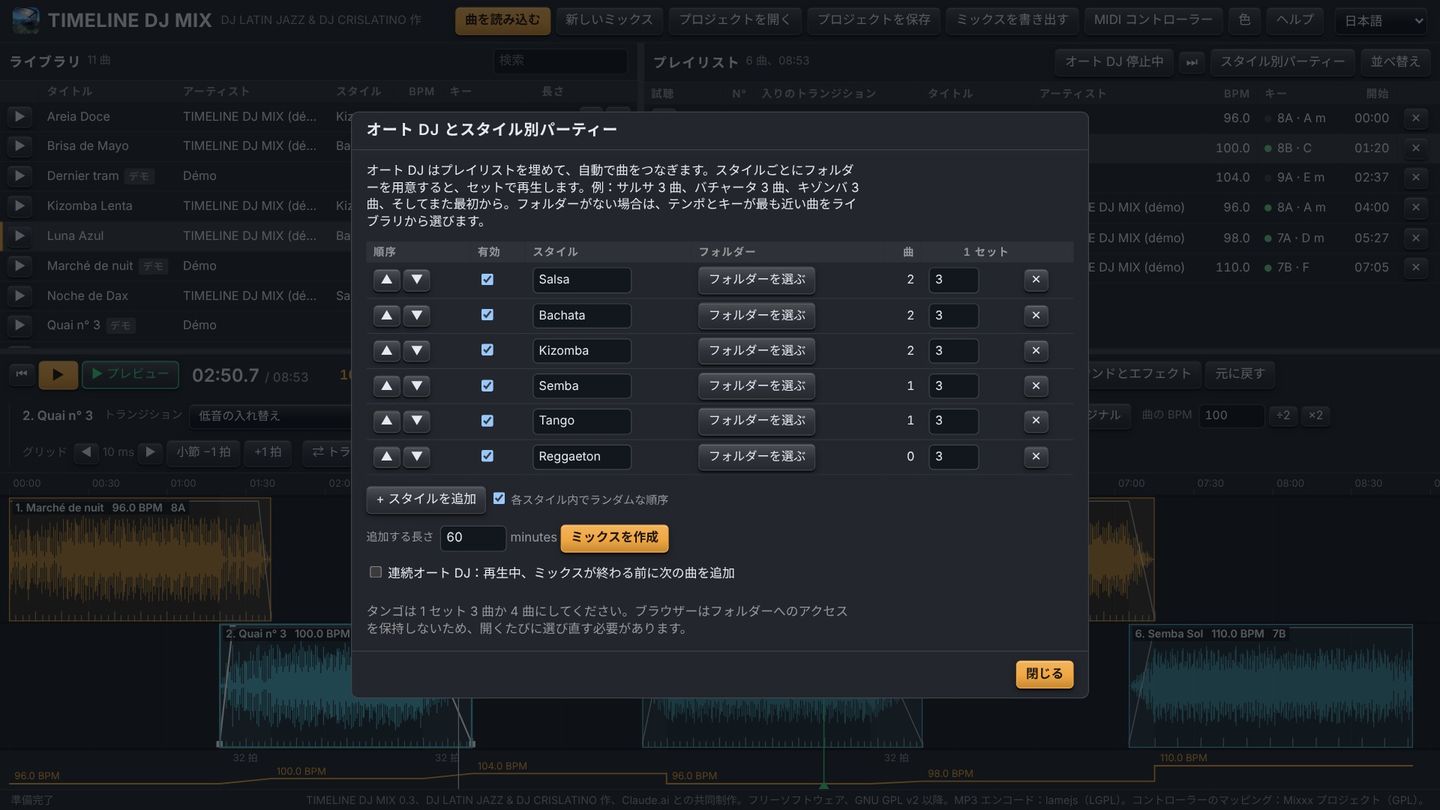 TIMELINE DJ MIX DJ LATIN JAZZ & DJ CRISLATINO 作 曲を読み込む 新しいミックス プロジェクトを開く プロジェクトを保存 ミックスを書き出す MIDI コントローラー 色 ヘルプ 日本語
ライブラリ 11 曲 検索
プレイリスト 6 曲、08:53 オート DJ 停止中 スタイル別パーティー 並べ替え
タイトル アーティスト スタイル BPM キー 長さ
試聴 N° 入りのトランジション タイトル アーティスト BPM キー 開始
Areia Doce TIMELINE DJ MIX (dé... Kiz
Brisa de Mayo TIMELINE DJ MIX (dé... Ba
Dernier tram デモ Démo
Kizomba Lenta TIMELINE DJ MIX (dé... Kiz
Luna Azul TIMELINE DJ MIX (dé... Ba
Marché de nuit デモ Démo
Noche de Dax TIMELINE DJ MIX (dé... Sa
Quai n° 3 デモ Démo
96.0 8A · A m 00:00 ✕
100.0 8B · C 01:20 ✕
104.0 9A · E m 02:37 ✕
E DJ MIX (démo) 96.0 8A · A m 04:00 ✕
E DJ MIX (démo) 98.0 7A · D m 05:27 ✕
E DJ MIX (démo) 110.0 7B · F 07:05 ✕
オート DJ とスタイル別パーティー
オート DJ はプレイリストを埋めて、自動で曲をつなぎます。スタイルごとにフォルダ
ーを用意すると、セットで再生します。例：サルサ 3 曲、バチャータ 3 曲、キゾンバ 3
曲、そしてまた最初から。フォルダーがない場合は、テンポとキーが最も近い曲をライ
ブラリから選びます。
順序 有効 スタイル フォルダー 曲 1 セット
▲ ▼ Salsa フォルダーを選ぶ 2 3 ✕
▲ ▼ Bachata フォルダーを選ぶ 2 3 ✕
▲ ▼ Kizomba フォルダーを選ぶ 2 3 ✕
▲ ▼ Semba フォルダーを選ぶ 1 3 ✕
▲ ▼ Tango フォルダーを選ぶ 1 3 ✕
▲ ▼ Reggaeton フォルダーを選ぶ 0 3 ✕
+ スタイルを追加 各スタイル内でランダムな順序
追加する長さ 60 minutes ミックスを作成
連続オート DJ：再生中、ミックスが終わる前に次の曲を追加
タンゴは 1 セット 3 曲か 4 曲にしてください。ブラウザーはフォルダーへのアクセス
を保持しないため、開くたびに選び直す必要があります。
閉じる
プレビュー 02:50.7 / 08:53 ンドとエフェクト 元に戻す
2. Quai n° 3 トランジション 低音の入れ替え ジナル 曲の BPM 100 ÷2 ×2
グリッド ◀ 10 ms ▶ 小節 −1 拍 +1 拍 ⇄ トラ
00:00 00:30 01:00 01:30 02:0 07:00 07:30 08:00 08:30
1. Marché de nuit 96.0 BPM 8A
2. Quai n° 3 100.0 BPM
6. Semba Sol 110.0 BPM 7B
32 拍 32 拍 32 拍
96.0 BPM 100.0 BPM 104.0 BPM 96.0 BPM 98.0 BPM 110.0 BPM
準備完了 TIMELINE DJ MIX 0.3、DJ LATIN JAZZ & DJ CRISLATINO 作、Claude.ai との共同制作。フリーソフトウェア、GNU GPL v2 以降。MP3 エンコード：lamejs（LGPL）。コントローラーのマッピング：Mixxx プロジェクト（GPL）。